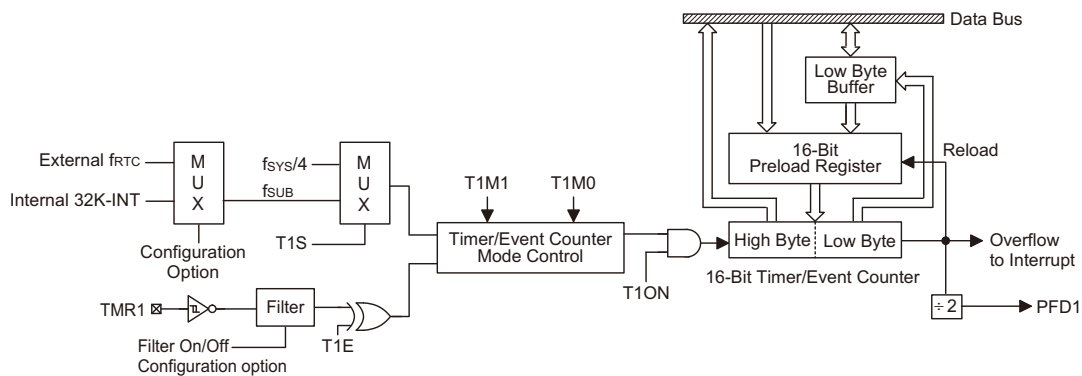 Data Bus
Low Byte
Buffer
16-Bit
Preload Register
Reload
External fRTC
Internal 32K-INT
M
U
X
Configuration
Option
fSYS/4
fSUB
M
U
X
T1S
T1M1
T1M0
Timer/Event Counter
Mode Control
T1ON
High Byte
Low Byte
16-Bit Timer/Event Counter
Overflow
to Interrupt
÷ 2
PFD1
TMR1
Filter
T1E
Filter On/Off
Configuration option